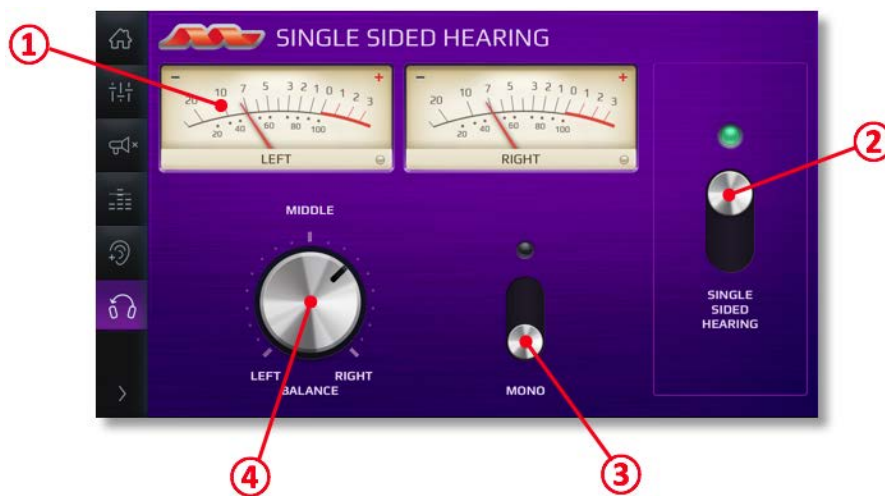 SINGLE SIDED HEARING
1
- +
20 10 7 5 3 2 1 0 1 2 3
20 40 60 80 100
LEFT
- +
20 10 7 5 3 2 1 0 1 2 3
20 40 60 80 100
RIGHT
2
MIDDLE
SINGLE
SIDED
HEARING
LEFT RIGHT
BALANCE
MONO
4
3